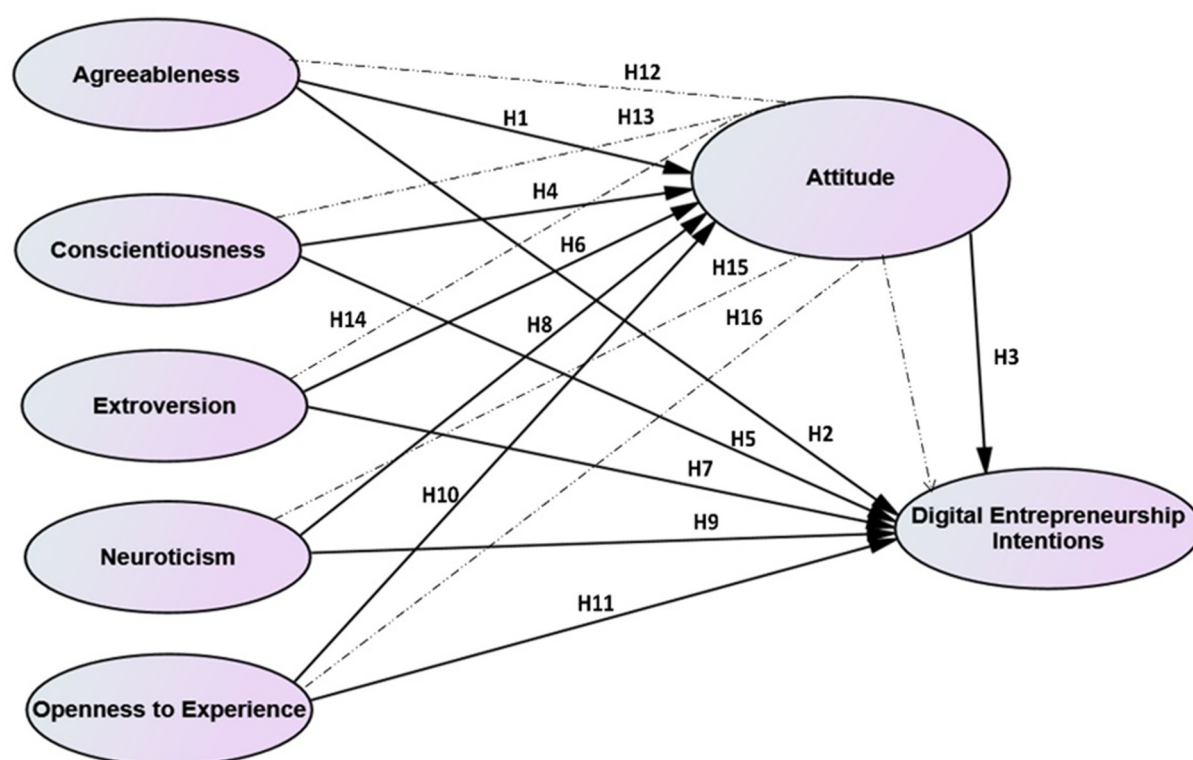 Agreeableness
H12
H1
H13
Attitude
H4
Conscientiousness
H6
H15
H14
H8
H16
H3
Extroversion
H2
H5
H7
H10
Digital Entrepreneurship
Intentions
H9
Neuroticism
H11
Openness to Experience